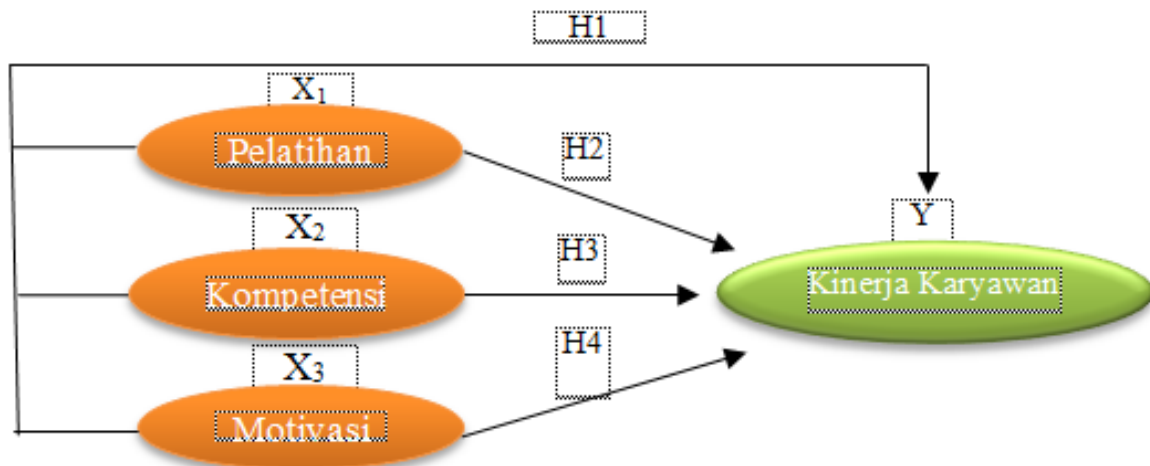 H1
X₁
Pelatihan
H2
X₂
Kompetensi
H3
Y
Kinerja Karyawan
X₃
Motivasi
H4